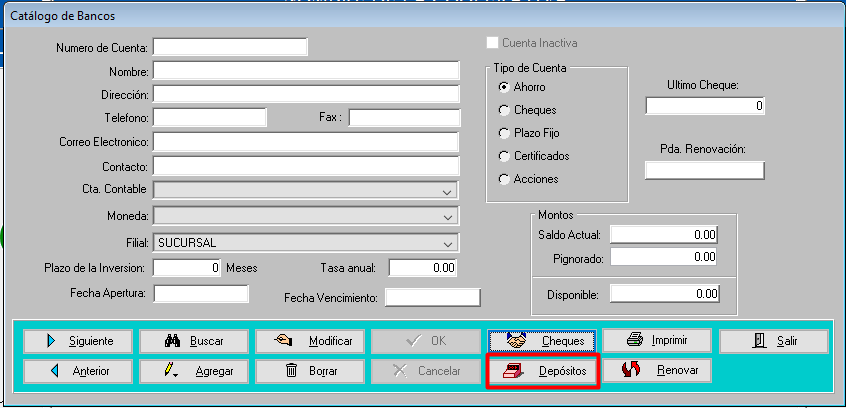 Catálogo de Bancos
Numero de Cuenta:
Cuenta Inactiva
Nombre:
Dirección:
Telefono:
Fax :
Correo Electronico:
Contacto:
Cta. Contable
Moneda:
Filial: SUCURSAL
Plazo de la Inversion: 0 Meses
Tasa anual: 0.00
Fecha Apertura:
Fecha Vencimiento:
Tipo de Cuenta
Ahorro
Cheques
Plazo Fijo
Certificados
Acciones
Ultimo Cheque:
0
Pda. Renovación:
Montos
Saldo Actual: 0.00
Pignorado: 0.00
Disponible: 0.00
Siguiente
Buscar
Modificar
OK
Cheques
Imprimir
Salir
Anterior
Agregar
Borrar
Cancelar
Depósitos
Renovar